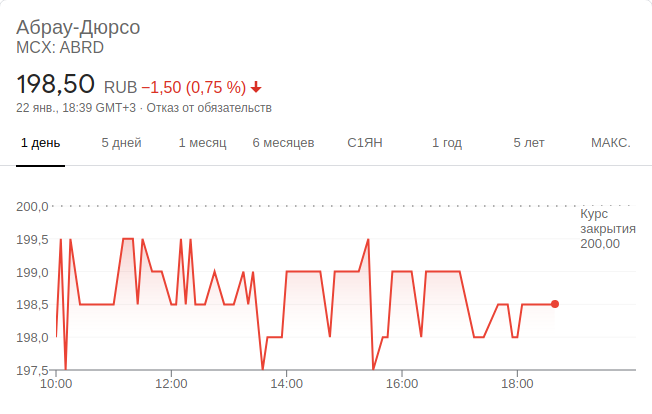 Абрау-Дюрсо
MCX: ABRD
198,50 RUB −1,50 (0,75 %)
22 янв., 18:39 GMT+3 · Отказ от обязательств
1 день 5 дней 1 месяц 6 месяцев С1ЯН 1 год 5 лет МАКС.
200,0
Курс
закрытия
200,00
199,5
199,0
198,5
198,0
197,5
10:00 12:00 14:00 16:00 18:00